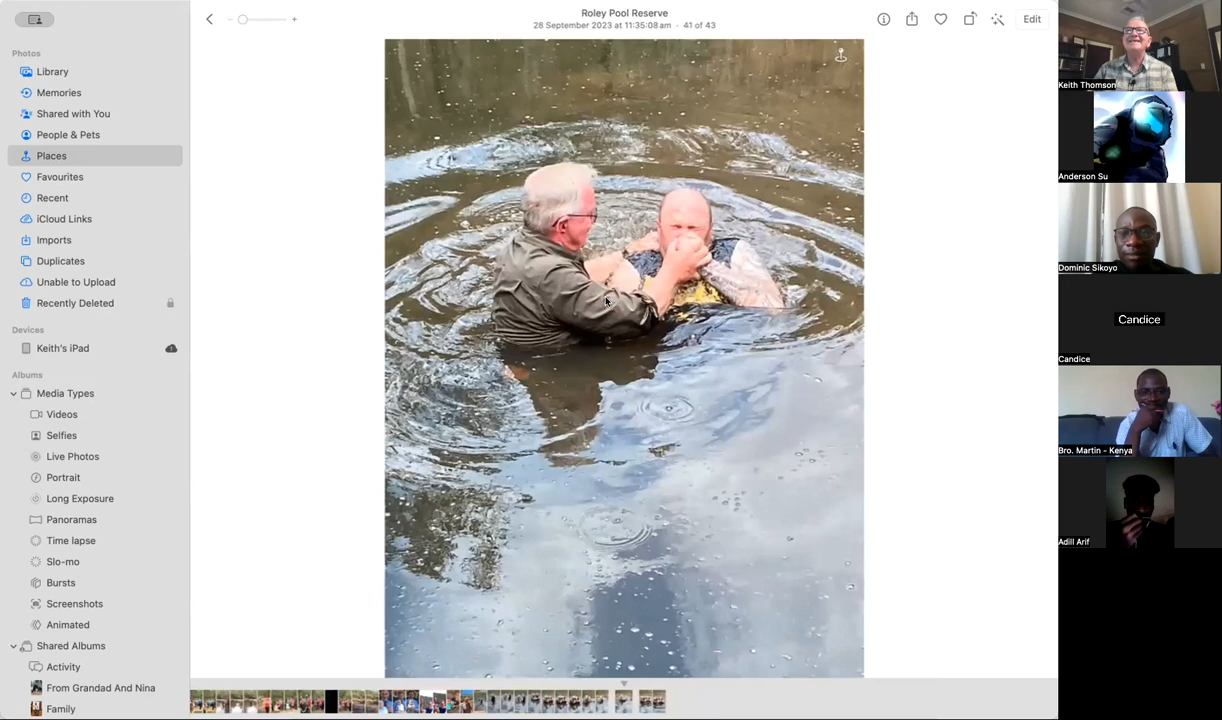 Roley Pool Reserve
28 September 2023 at 11:35:08 am · 41 of 43
− +
Edit
Photos
Library
Memories
Shared with You
People & Pets
Places
Favourites
Recent
iCloud Links
Imports
Duplicates
Unable to Upload
Recently Deleted
Devices
Keith's iPad
Albums
Media Types
Videos
Selfies
Live Photos
Portrait
Long Exposure
Panoramas
Time lapse
Slo-mo
Bursts
Screenshots
Animated
Shared Albums
Activity
From Grandad And Nina
Family
Keith Thomson
Anderson Su
Dominic Sikoyo
Candice
Candice
Bro. Martin - Kenya
Adill Arif